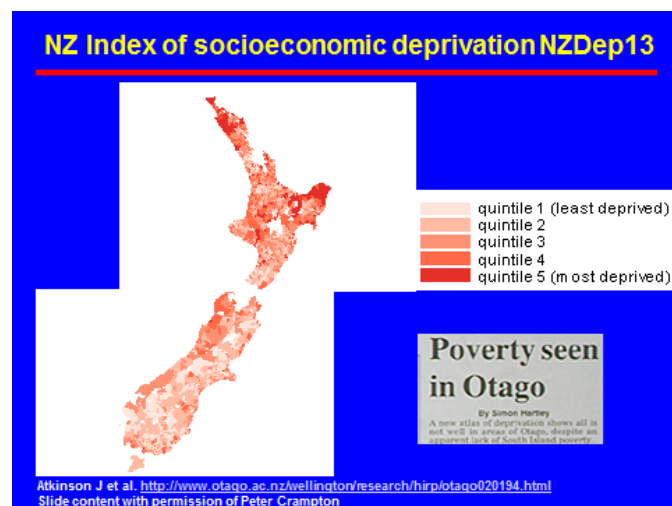 NZ Index of socioeconomic deprivation NZDep13
quintile 1 (least deprived)
quintile 2
quintile 3
quintile 4
quintile 5 (most deprived)
Poverty seen
in Otago
By Simon Hartley
A new atlas of deprivation shows all is
not well in areas of Otago, despite an
apparent lack of South Island poverty.
Atkinson J et al. http://www.otago.ac.nz/wellington/research/hirp/otago020194.html
Slide content with permission of Peter Crampton